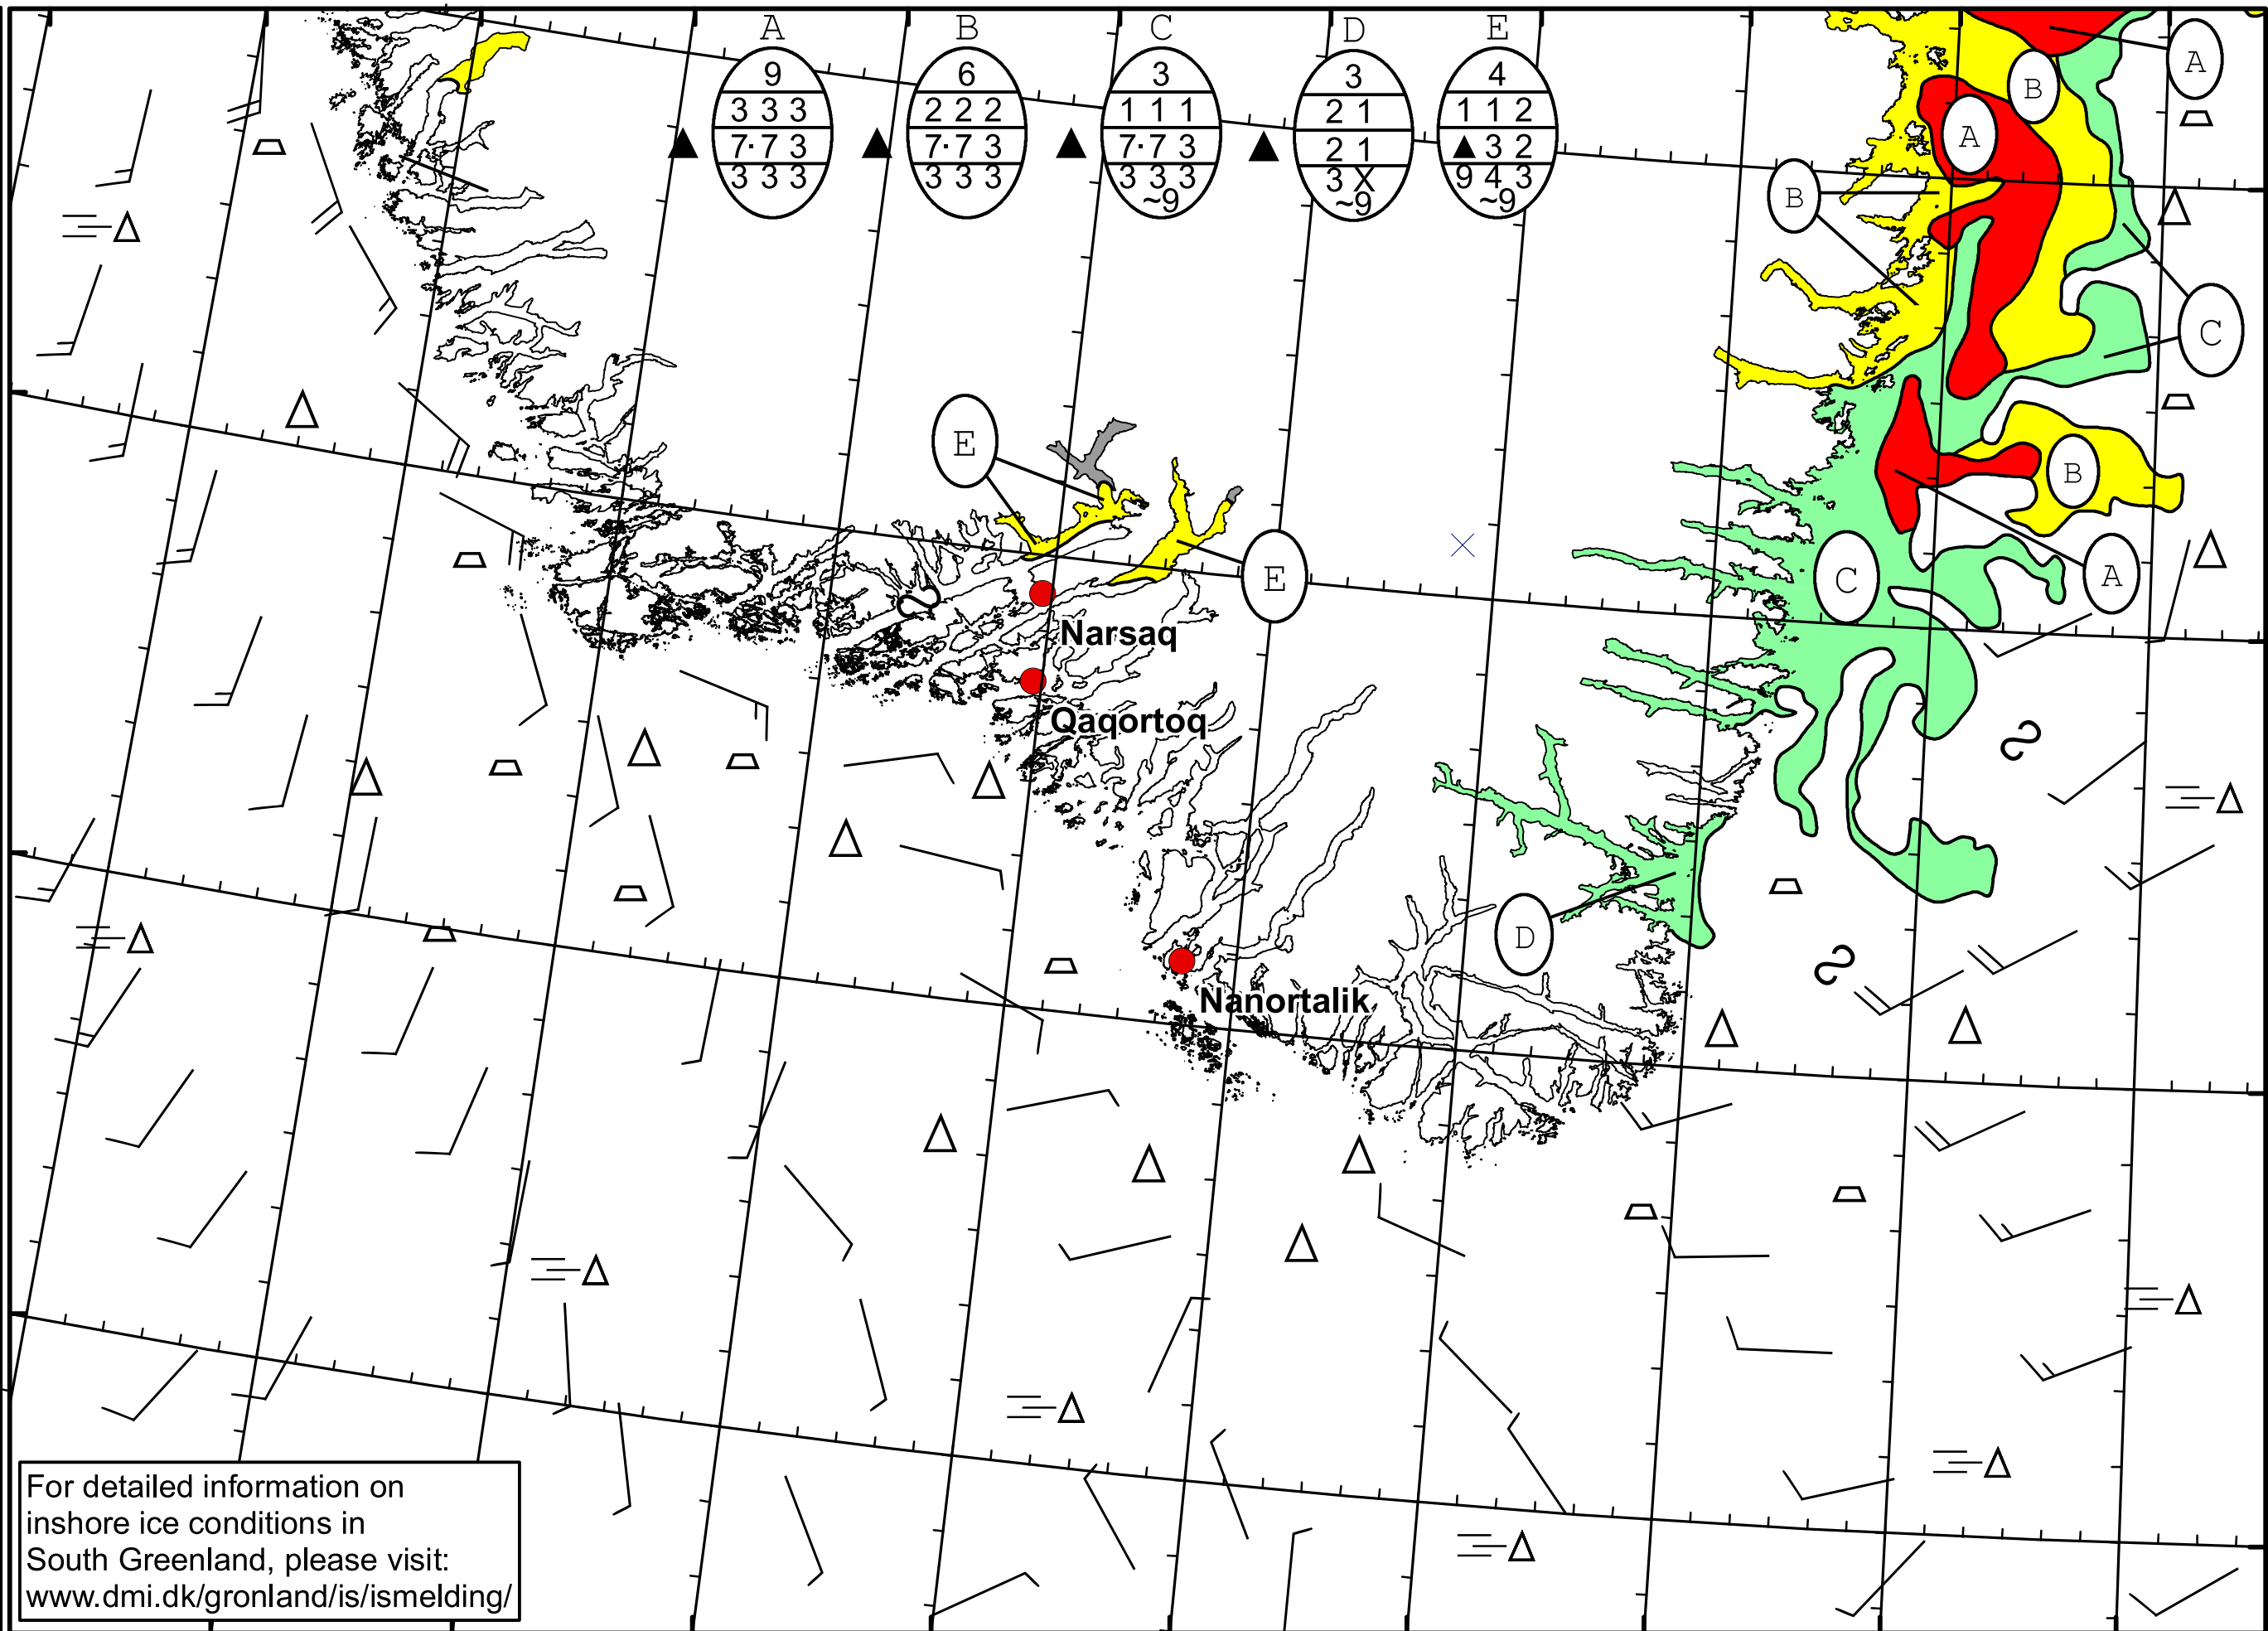 A B C D E
9 6 3 3 4
3 3 3 2 2 2 1 1 1 2 1 1 1 2
7· 7 3 7· 7 3 7· 7 3 2 1 ▲ 3 2
3 3 3 3 3 3 3 3 3 3 X 9 4 3
~9 ~9 ~9
A
B
A
B
C
E
B
E
C
A
Narsaq
Qaqortoq
D
Nanortalik
For detailed information on
inshore ice conditions in
South Greenland, please visit:
www.dmi.dk/gronland/is/ismelding/